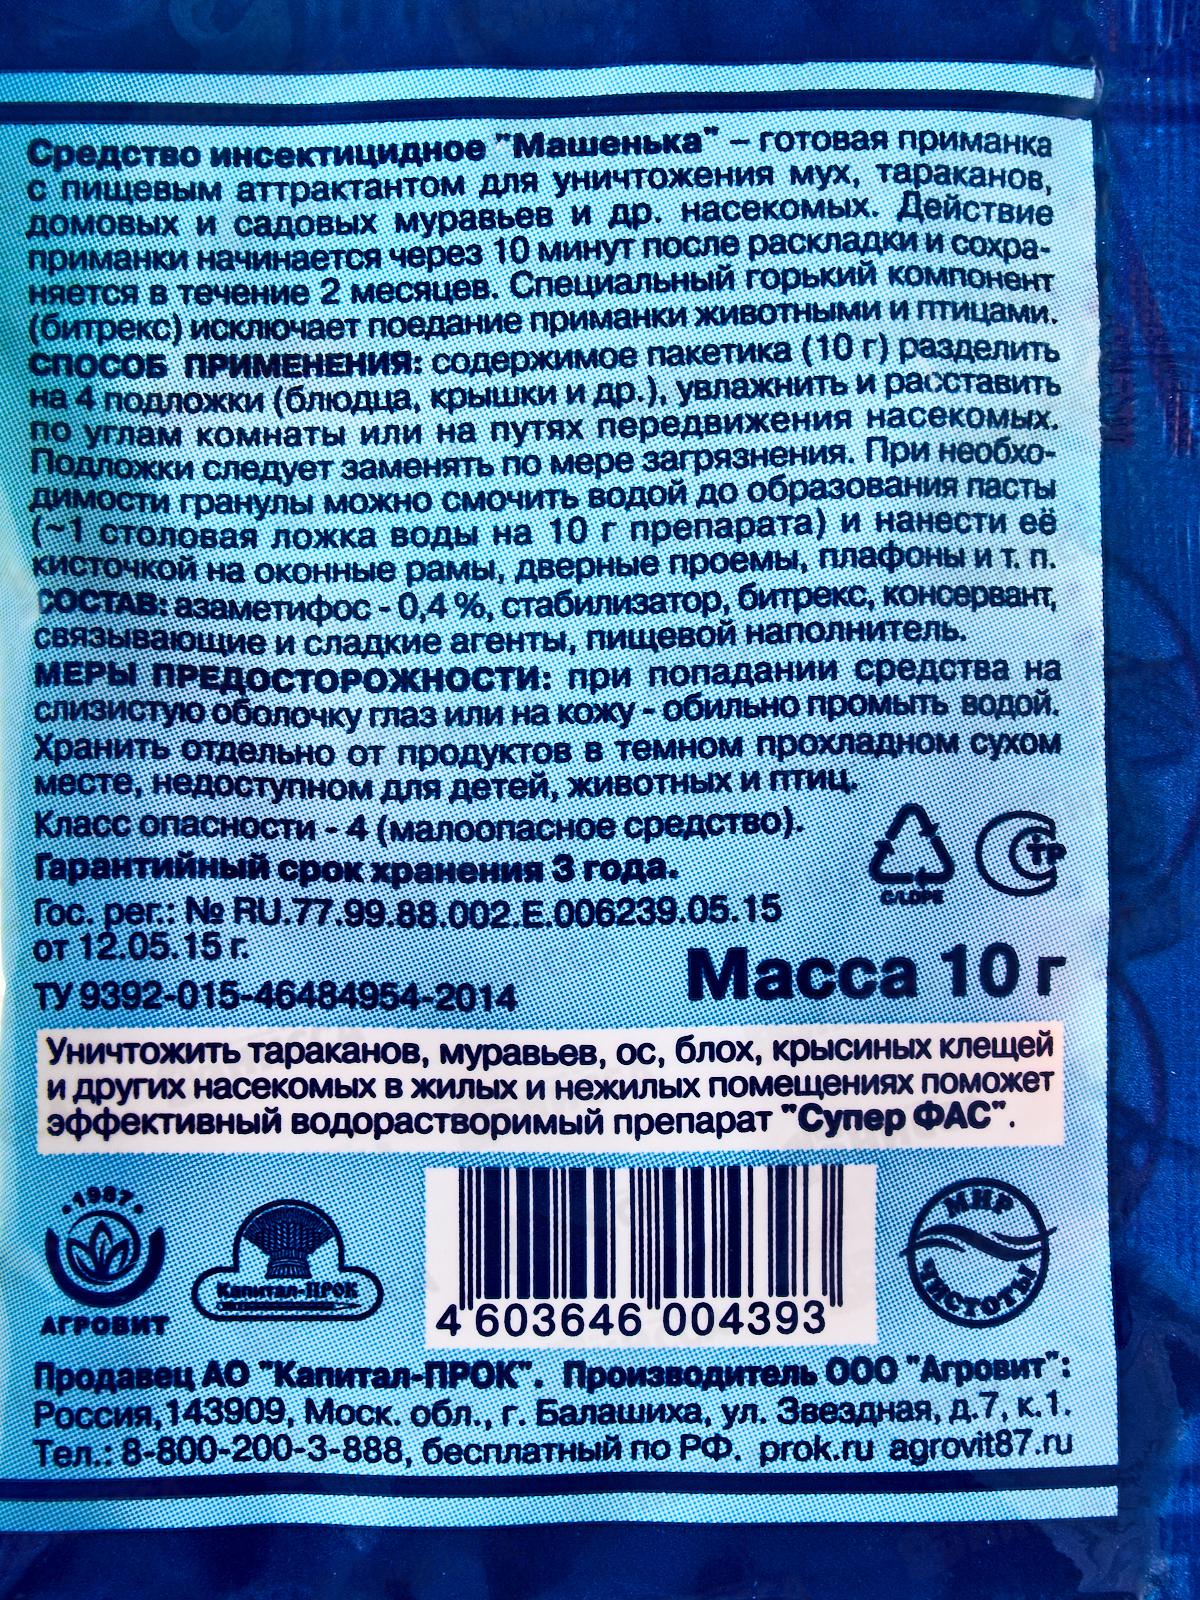 Средство инсектицидное "Машенька" – готовая приманка
с пищевым аттрактантом для уничтожения мух, тараканов,
домовых и садовых муравьев и др. насекомых. Действие
приманки начинается через 10 минут после раскладки и сохра-
няется в течение 2 месяцев. Специальный горький компонент
(битрекс) исключает поедание приманки животными и птицами.
СПОСОБ ПРИМЕНЕНИЯ: содержимое пакетика (10 г) разделить
на 4 подложки (блюдца, крышки и др.), увлажнить и расставить
по углам комнаты или на путях передвижения насекомых.
Подложки следует заменять по мере загрязнения. При необхо-
димости гранулы можно смочить водой до образования пасты
(~1 столовая ложка воды на 10 г препарата) и нанести её
кисточкой на оконные рамы, дверные проемы, плафоны и т. п.
СОСТАВ: азаметифос - 0,4 %, стабилизатор, битрекс, консервант,
связывающие и сладкие агенты, пищевой наполнитель.
МЕРЫ ПРЕДОСТОРОЖНОСТИ: при попадании средства на
слизистую оболочку глаз или на кожу - обильно промыть водой.
Хранить отдельно от продуктов в темном прохладном сухом
месте, недоступном для детей, животных и птиц.
Класс опасности - 4 (малоопасное средство).
Гарантийный срок хранения 3 года.
C/LDPE
СТР
Гос. рег.: № RU.77.99.88.002.Е.006239.05.15
от 12.05.15 г.
Масса 10 г
ТУ 9392-015-46484954-2014
Уничтожить тараканов, муравьев, ос, блох, крысиных клещей
и других насекомых в жилых и нежилых помещениях поможет
эффективный водорастворимый препарат "Супер ФАС".
1987
АГРОВИТ
Капитал-ПРОК
4 603646 004393
МИР
ЧИСТОТЫ
Продавец АО "Капитал-ПРОК". Производитель ООО "Агровит":
Россия, 143909, Моск. обл., г. Балашиха, ул. Звездная, д.7, к.1.
Тел.: 8-800-200-3-888, бесплатный по РФ. prok.ru agrovit87.ru